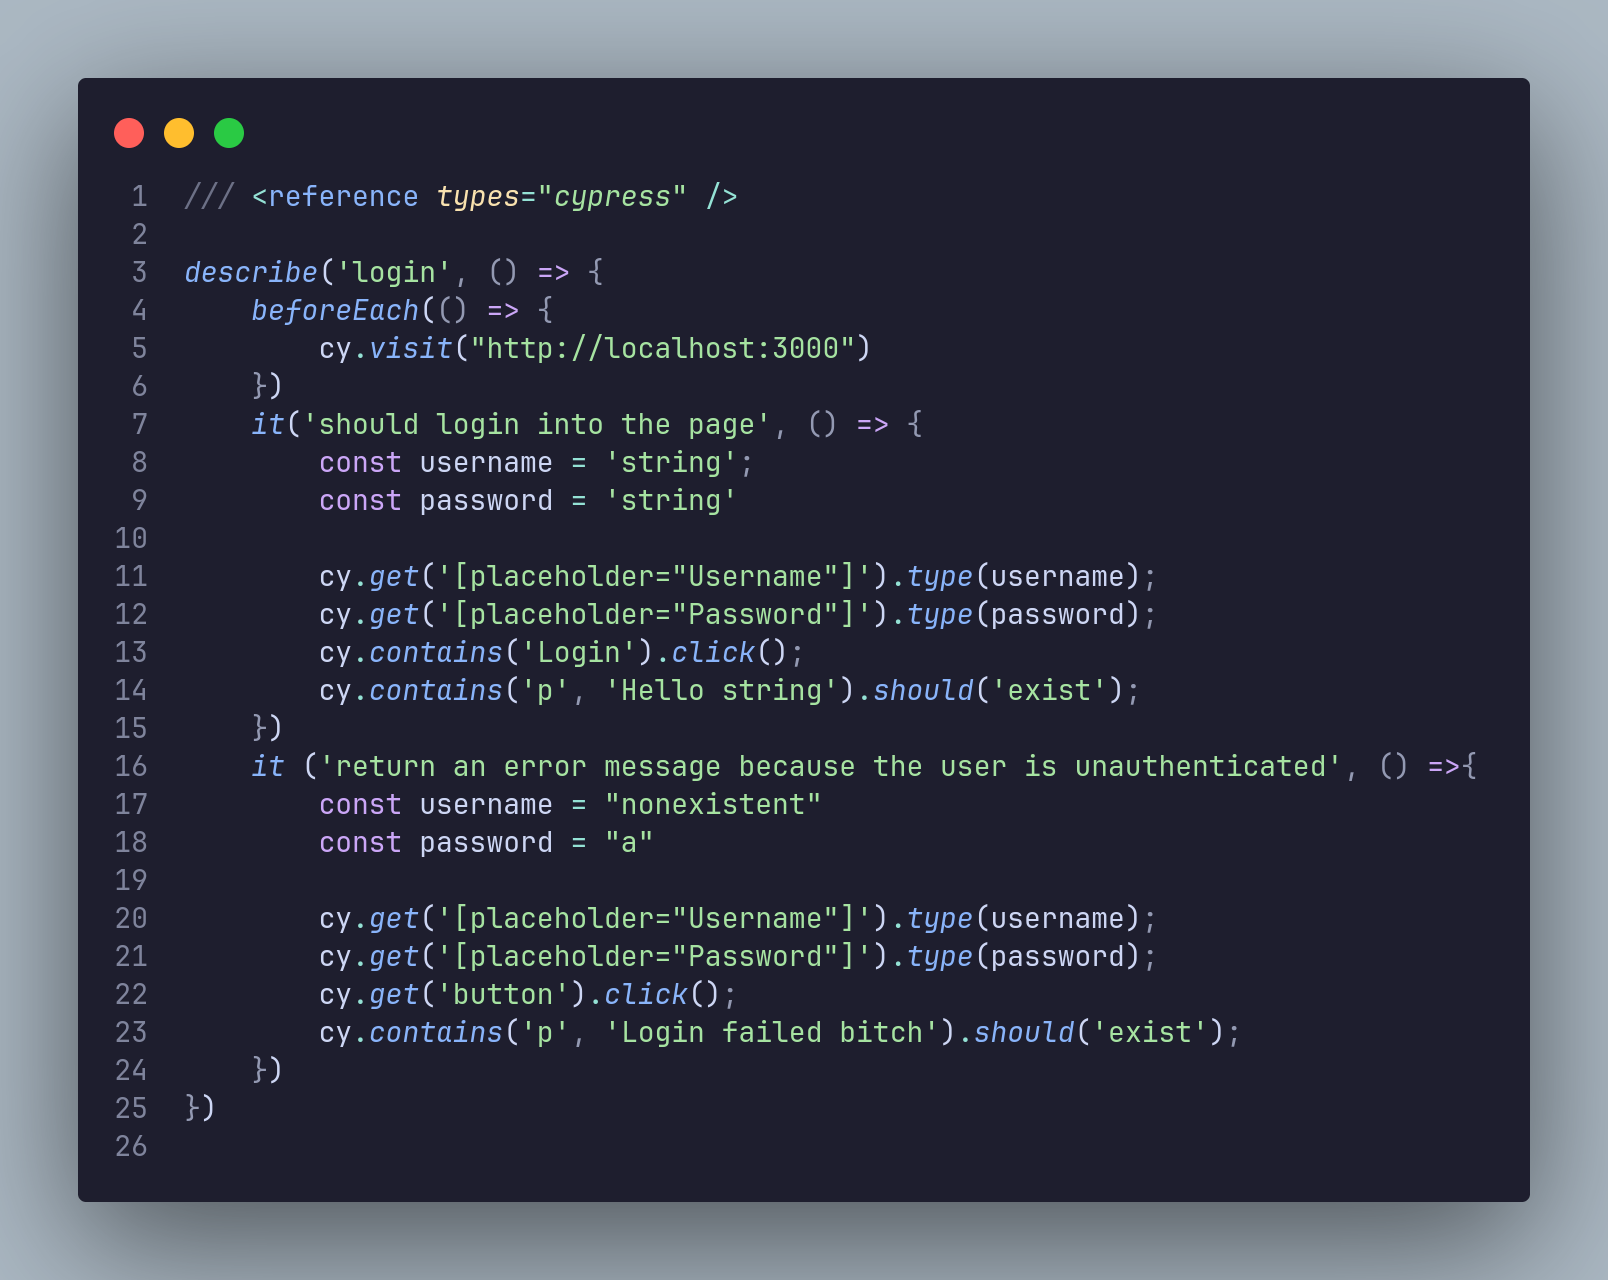 1 /// <reference types="cypress" />
2
3 describe('login', () => {
4     beforeEach(() => {
5         cy.visit("http://localhost:3000")
6     })
7     it('should login into the page', () => {
8         const username = 'string';
9         const password = 'string'
10
11         cy.get('[placeholder="Username"]').type(username);
12         cy.get('[placeholder="Password"]').type(password);
13         cy.contains('Login').click();
14         cy.contains('p', 'Hello string').should('exist');
15     })
16     it ('return an error message because the user is unauthenticated', () =>{
17         const username = "nonexistent"
18         const password = "a"
19
20         cy.get('[placeholder="Username"]').type(username);
21         cy.get('[placeholder="Password"]').type(password);
22         cy.get('button').click();
23         cy.contains('p', 'Login failed bitch').should('exist');
24     })
25 })
26